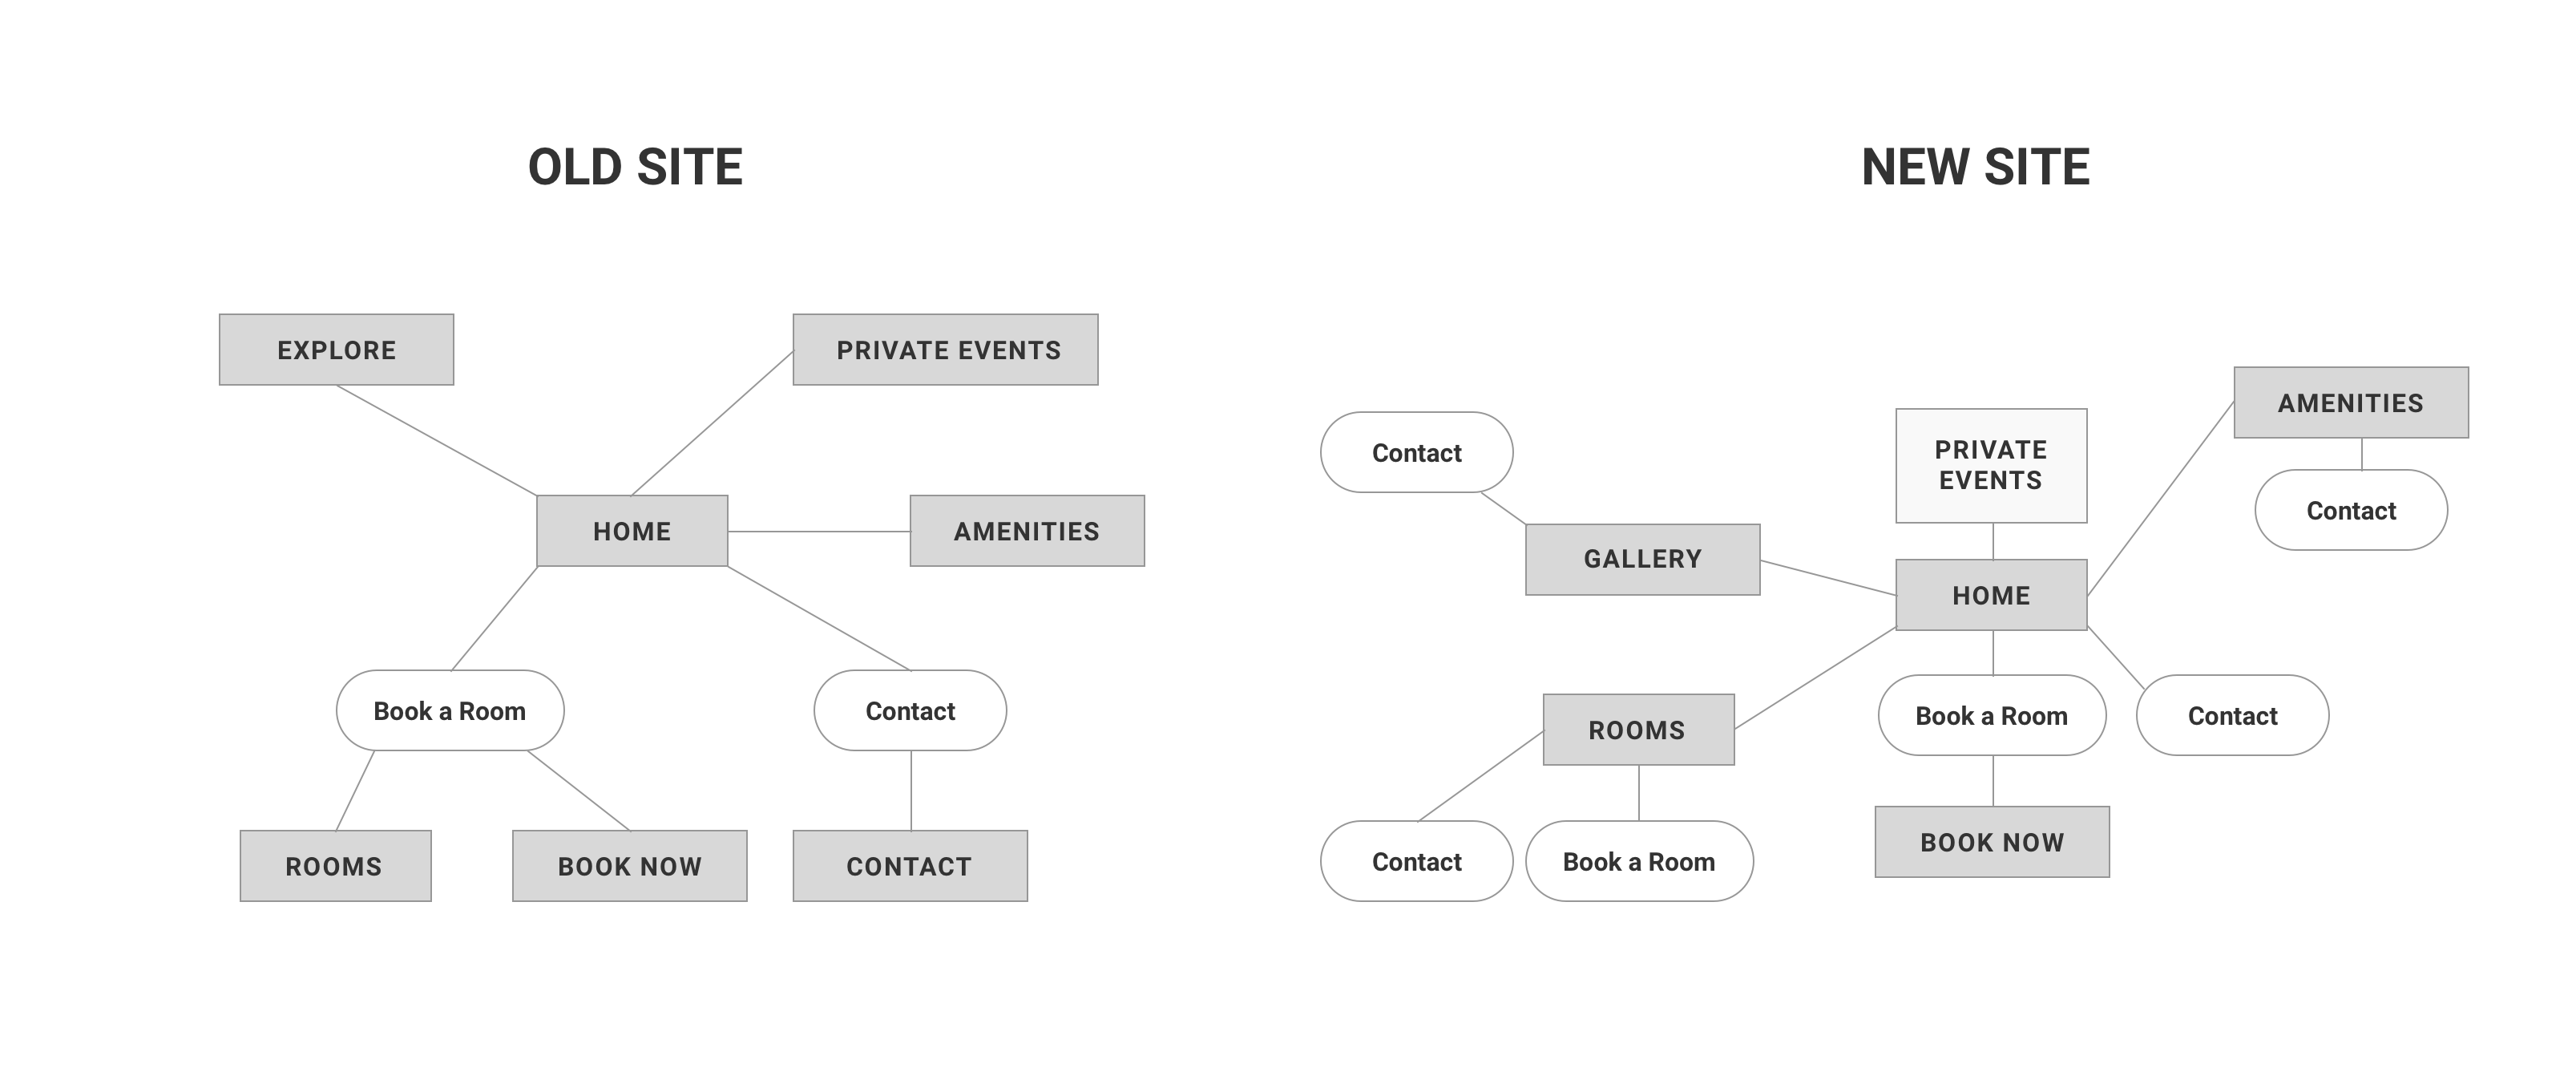 OLD SITE
EXPLORE
PRIVATE EVENTS
HOME
AMENITIES
Book a Room
Contact
ROOMS
BOOK NOW
CONTACT
NEW SITE
AMENITIES
Contact
PRIVATE
EVENTS
Contact
GALLERY
HOME
ROOMS
Book a Room
Contact
BOOK NOW
Contact
Book a Room